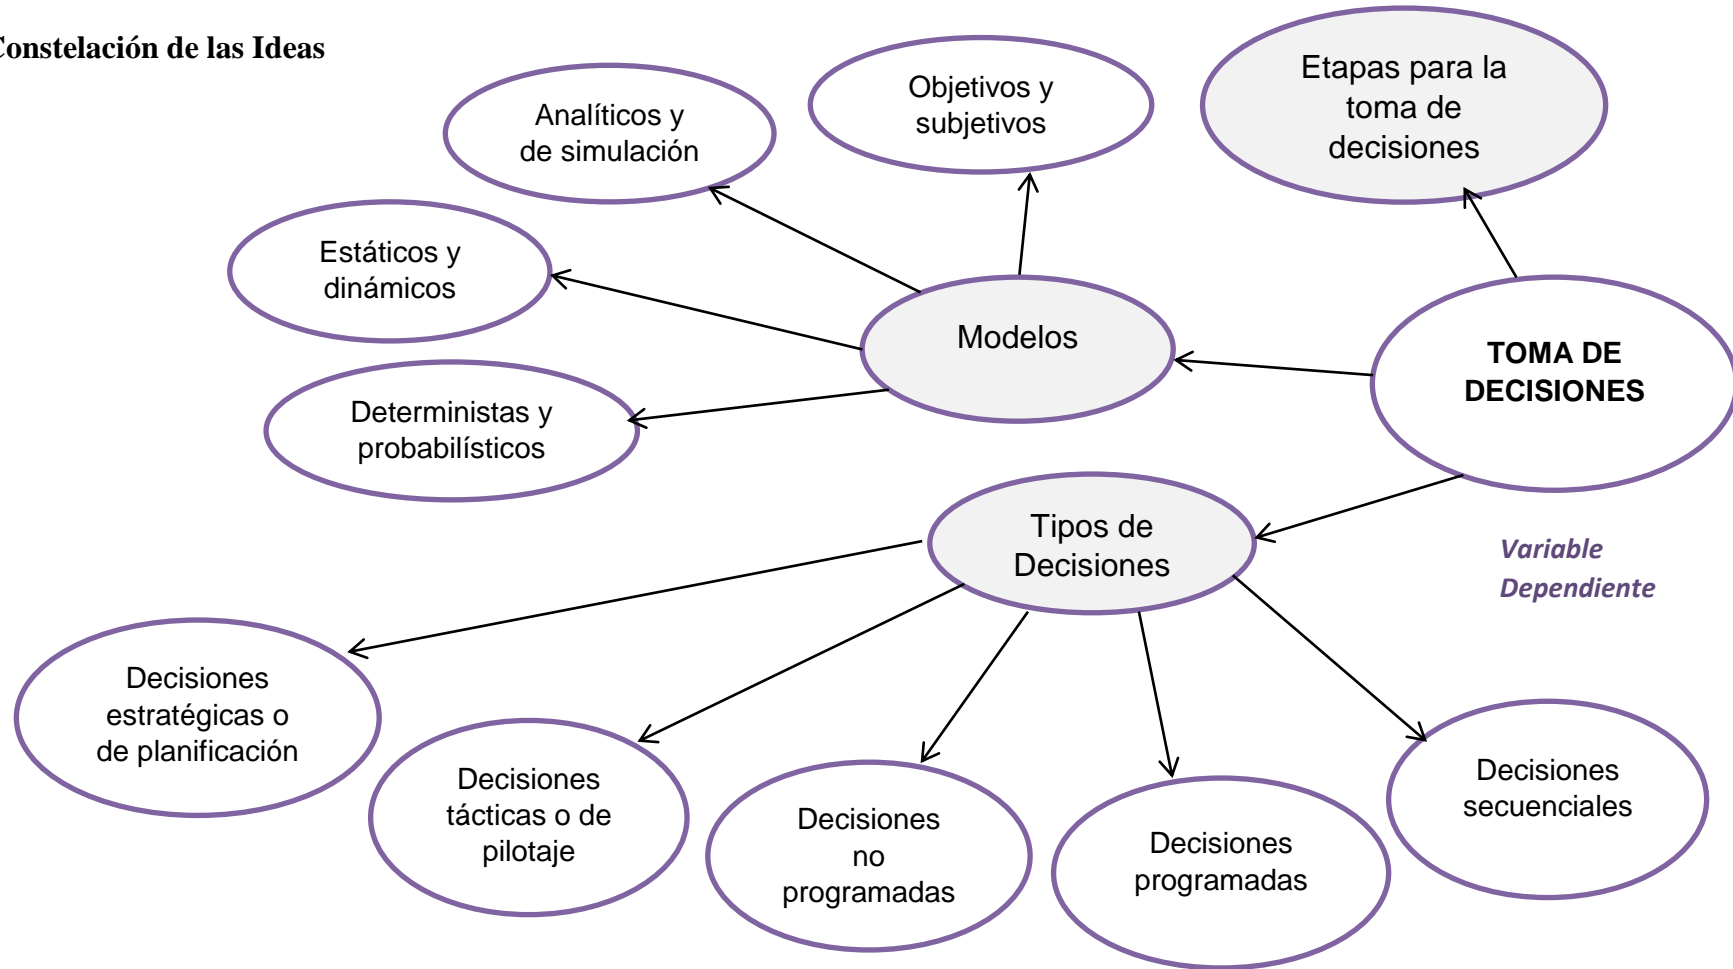 Constelación de las Ideas
Etapas para la
toma de
decisiones
Objetivos y
subjetivos
Analíticos y
de simulación
Estáticos y
dinámicos
Modelos
TOMA DE
DECISIONES
Deterministas y
probabilísticos
Tipos de
Decisiones
Variable
Dependiente
Decisiones
estratégicas o
de planificación
Decisiones
tácticas o de
pilotaje
Decisiones
no
programadas
Decisiones
programadas
Decisiones
secuenciales